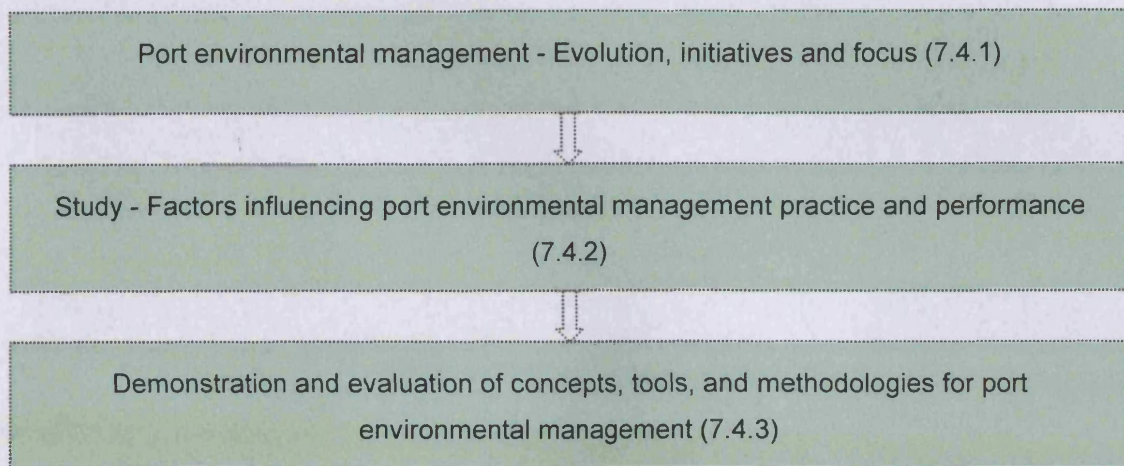 Port environmental management - Evolution, initiatives and focus (7.4.1)
Study - Factors influencing port environmental management practice and performance
(7.4.2)
Demonstration and evaluation of concepts, tools, and methodologies for port
environmental management (7.4.3)